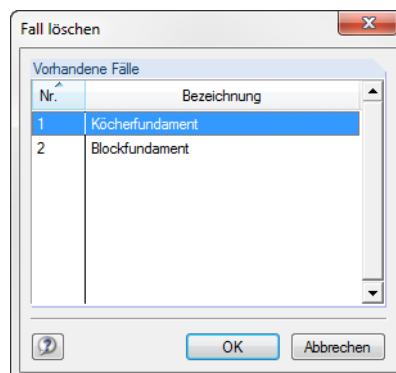 Fall löschen
Vorhandene Fälle
Nr. Bezeichnung
1 Köcherfundament
2 Blockfundament
OK Abbrechen